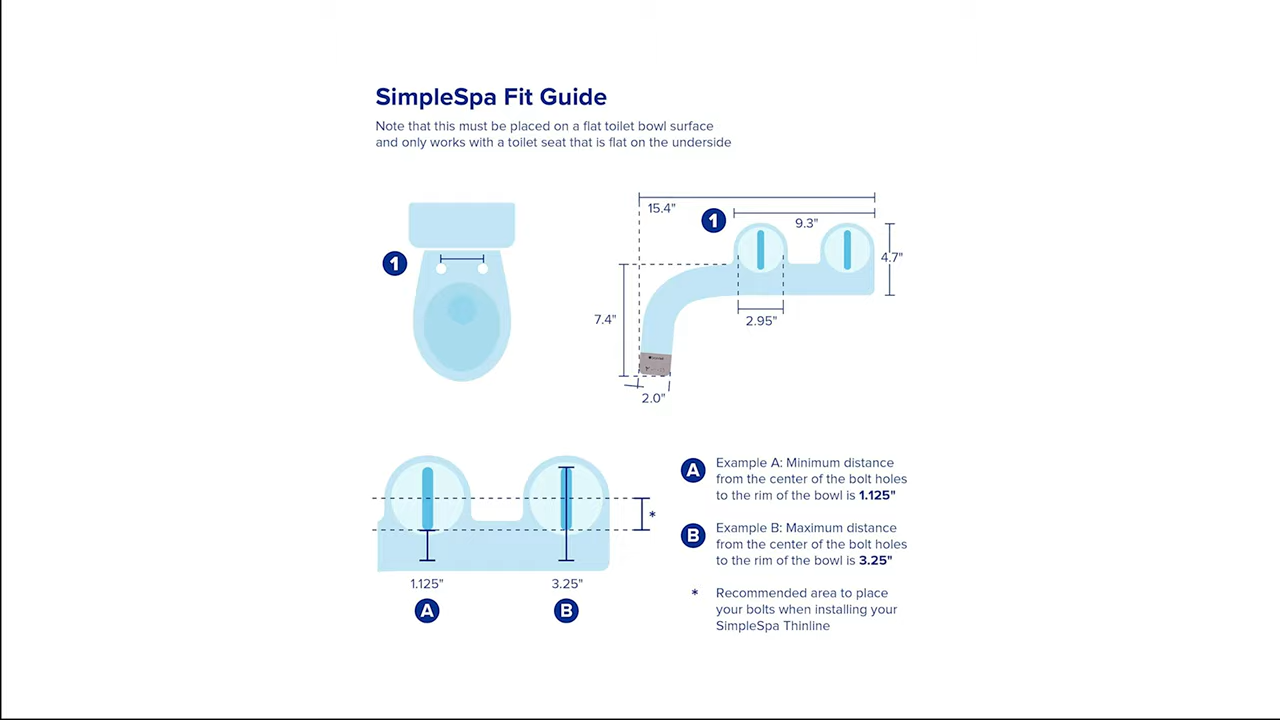 SimpleSpa Fit Guide
Note that this must be placed on a flat toilet bowl surface
and only works with a toilet seat that is flat on the underside
1
15.4"
1
9.3"
4.7"
7.4"
2.95"
2.0"
*
1.125"
3.25"
A
B
A
Example A: Minimum distance
from the center of the bolt holes
to the rim of the bowl is 1.125"
B
Example B: Maximum distance
from the center of the bolt holes
to the rim of the bowl is 3.25"
* Recommended area to place
your bolts when installing your
SimpleSpa Thinline